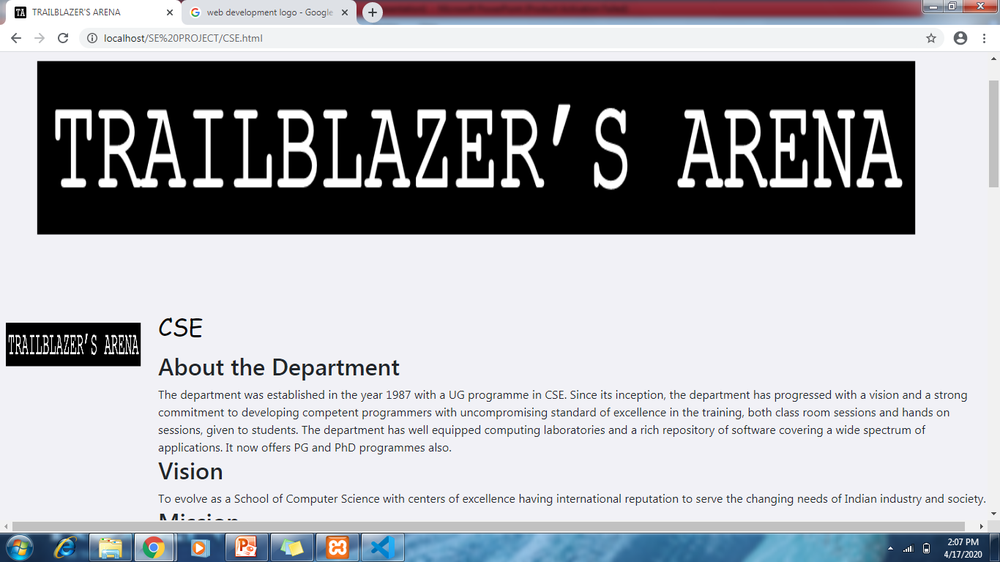 TRAILBLAZER'S ARENA
web development logo - Google
localhost/SE%20PROJECT/CSE.html
TRAILBLAZER'S ARENA
TRAILBLAZER'S ARENA
CSE
About the Department
The department was established in the year 1987 with a UG programme in CSE. Since its inception, the department has progressed with a vision and a strong
commitment to developing competent programmers with uncompromising standard of excellence in the training, both class room sessions and hands on
sessions, given to students. The department has well equipped computing laboratories and a rich repository of software covering a wide spectrum of
applications. It now offers PG and PhD programmes also.
Vision
To evolve as a School of Computer Science with centers of excellence having international reputation to serve the changing needs of Indian industry and society.
Mission
2:07 PM
4/17/2020